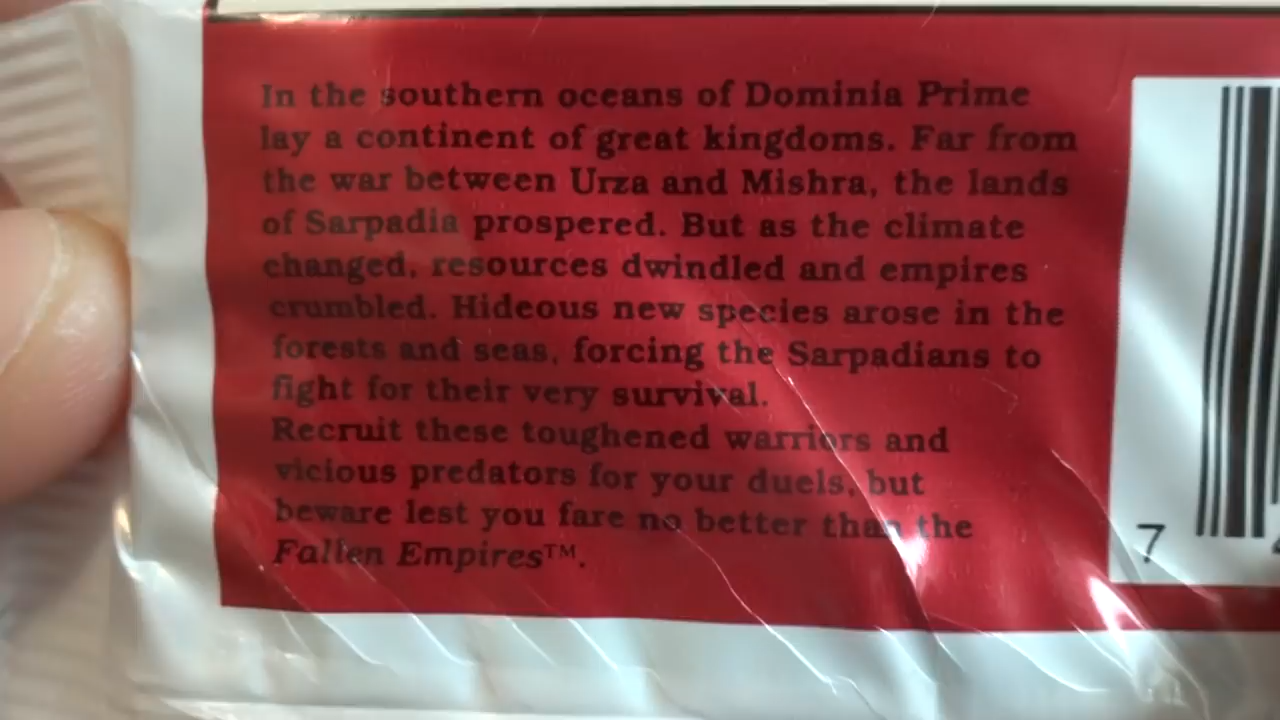 In the southern oceans of Dominia Prime
lay a continent of great kingdoms. Far from
the war between Urza and Mishra, the lands
of Sarpadia prospered. But as the climate
changed, resources dwindled and empires
crumbled. Hideous new species arose in the
forests and seas, forcing the Sarpadians to
fight for their very survival.
Recruit these toughened warriors and
vicious predators for your duels, but
beware lest you fare no better than the
Fallen Empires™.
7